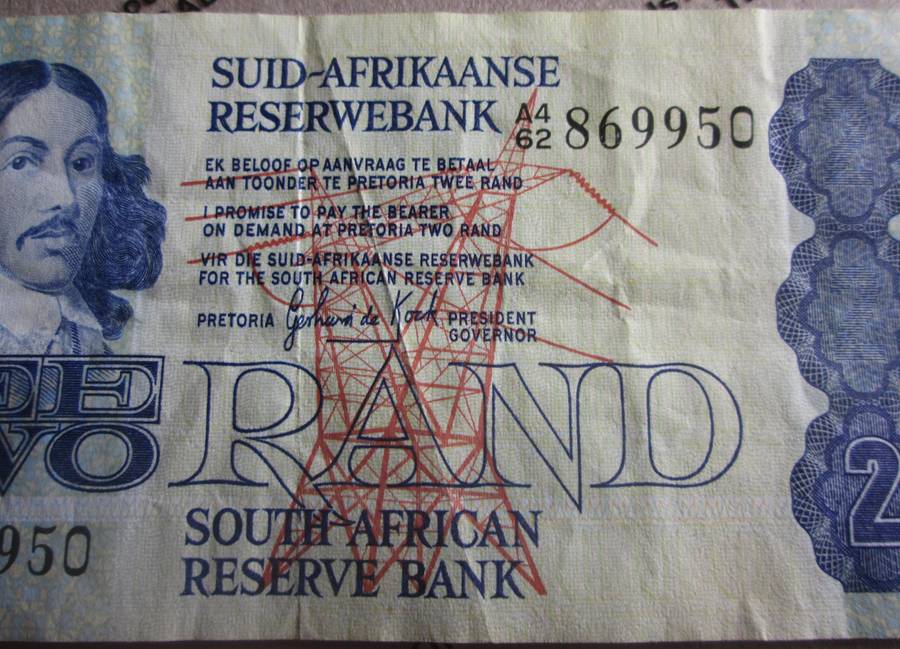 SUID-AFRIKAANSE
RESERWEBANK
A4
62 869950
EK BELOOF OP AANVRAAG TE BETAAL
AAN TOONDER TE PRETORIA TWEE RAND
I PROMISE TO PAY THE BEARER
ON DEMAND AT PRETORIA TWO RAND
VIR DIE SUID-AFRIKAANSE RESERWEBANK
FOR THE SOUTH AFRICAN RESERVE BANK
PRETORIA Gerhard de Kock PRESIDENT
GOVERNOR
EE
WO
RAND
2
SOUTH-AFRICAN
RESERVE BANK
950